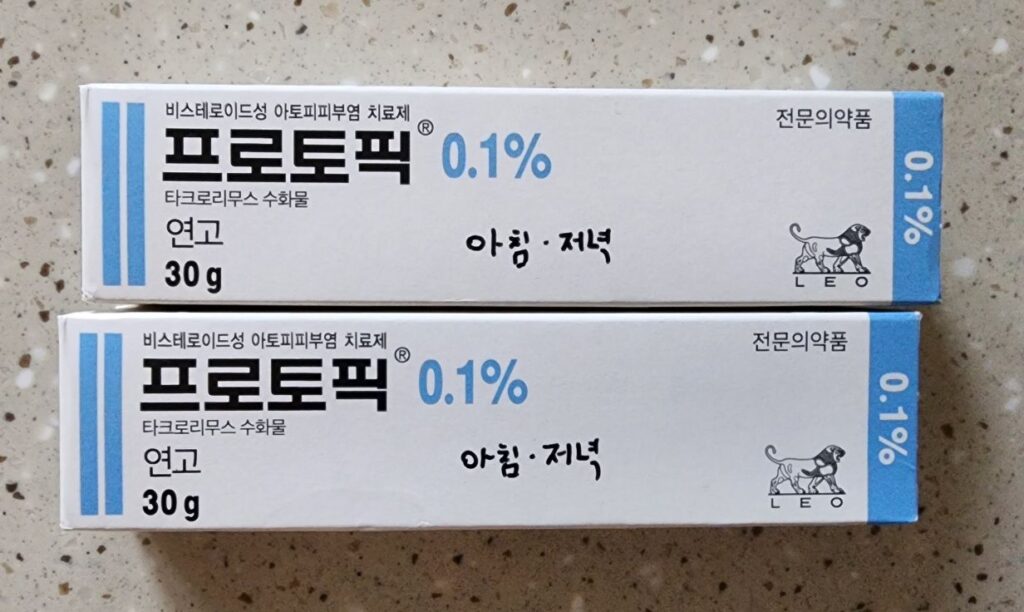 비스테로이드성 아토피피부염 치료제
전문의약품
프로토픽® 0.1%
0.1%
타크로리무스 수화물
연고
아침·저녁
30 g
LEO
비스테로이드성 아토피피부염 치료제
전문의약품
프로토픽® 0.1%
0.1%
타크로리무스 수화물
연고
아침·저녁
30 g
LEO